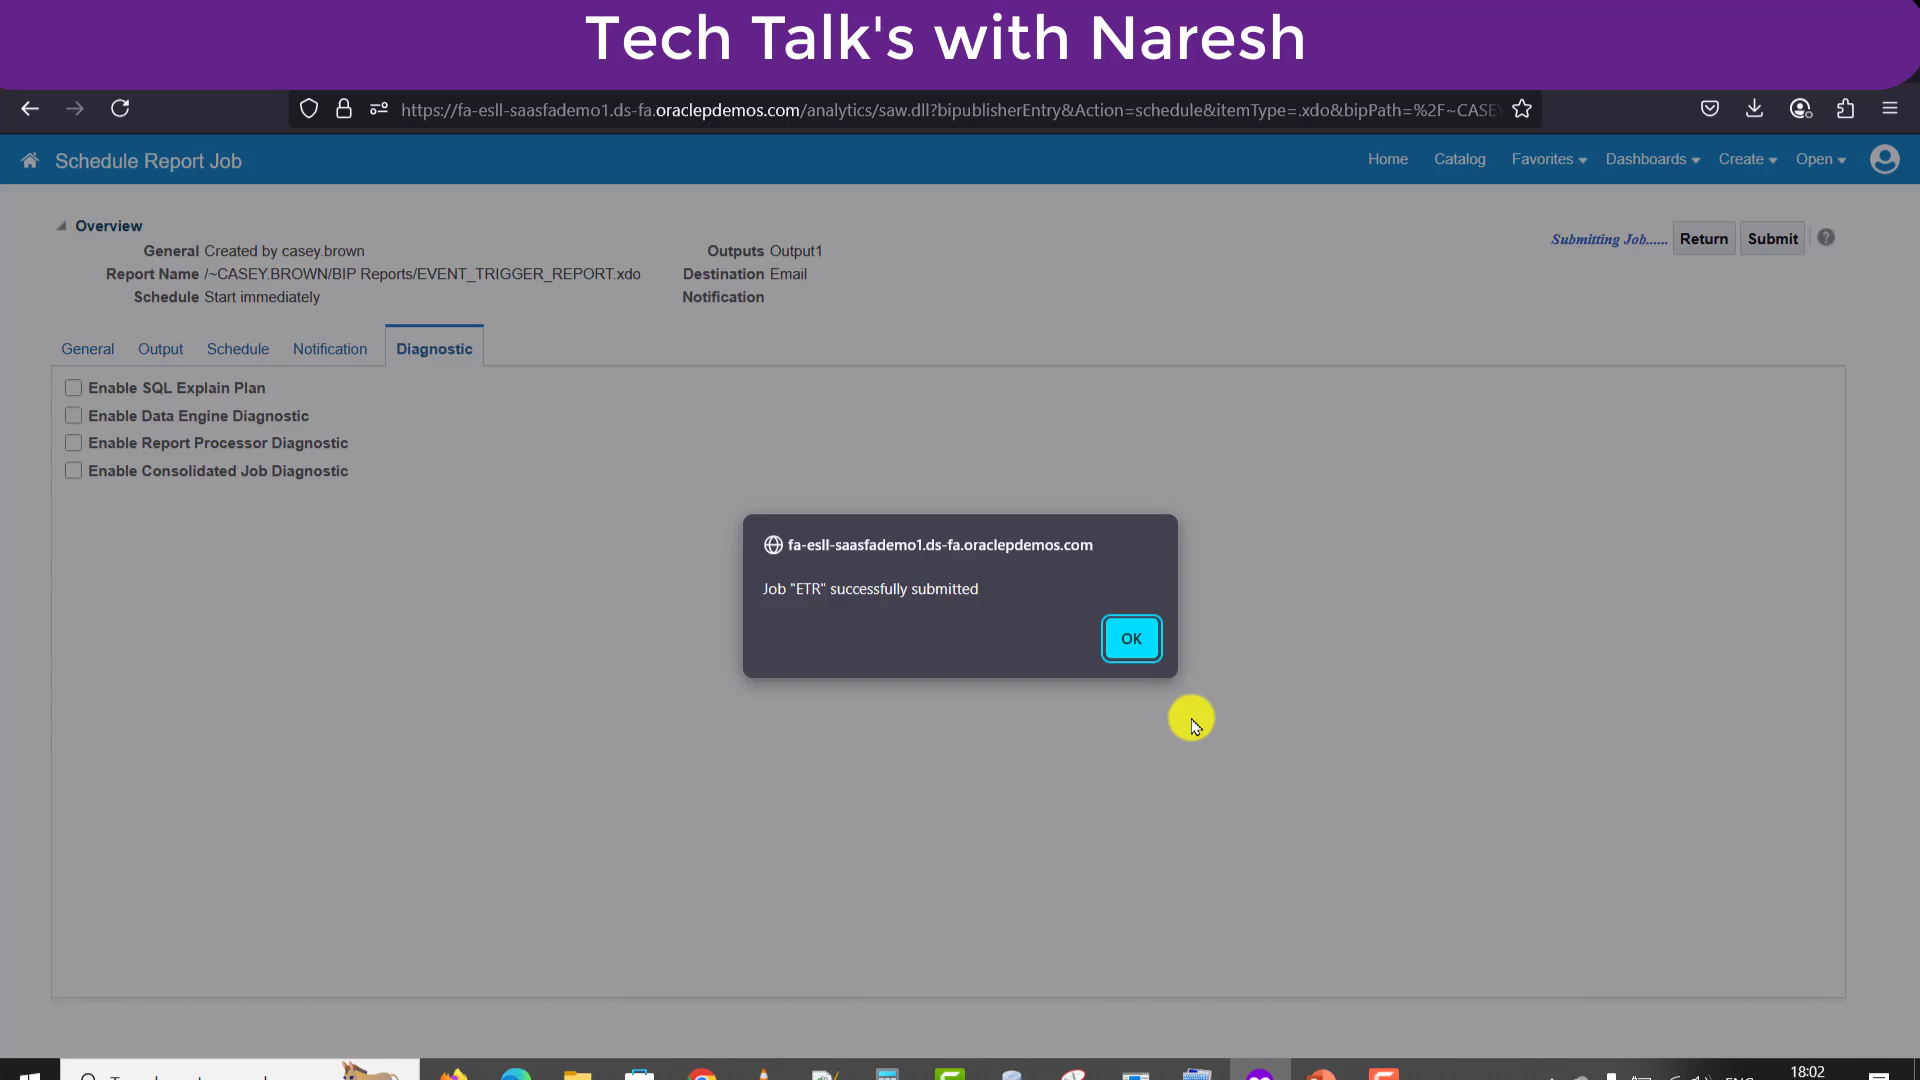 Tech Talk's with Naresh
https://fa-esll-saasfademo1.ds-fa.oraclepdemos.com/analytics/saw.dll?bipublisherEntry&Action=schedule&itemType=.xdo&bipPath=%2F~CASEY
Schedule Report Job
Home Catalog Favorites Dashboards Create Open
Overview
General Created by casey.brown Outputs Output1
Submitting Job...... Return Submit ?
Report Name /~CASEY.BROWN/BIP Reports/EVENT_TRIGGER_REPORT.xdo Destination Email
Schedule Start immediately Notification
General Output Schedule Notification Diagnostic
Enable SQL Explain Plan
Enable Data Engine Diagnostic
Enable Report Processor Diagnostic
Enable Consolidated Job Diagnostic
fa-esll-saasfademo1.ds-fa.oraclepdemos.com
Job "ETR" successfully submitted
OK
18:02